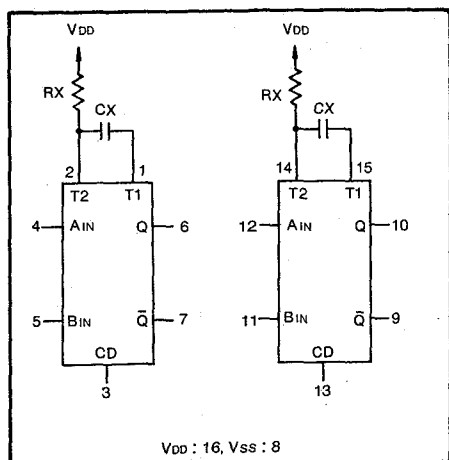 VDD VDD
RX RX
CX CX
2 1 14 15
T2 T1 T2 T1
4 AIN Q 6 12 AIN Q 10
5 BIN Q̄ 7 11 BIN Q̄ 9
CD CD
3 13
VDD : 16, VSS : 8